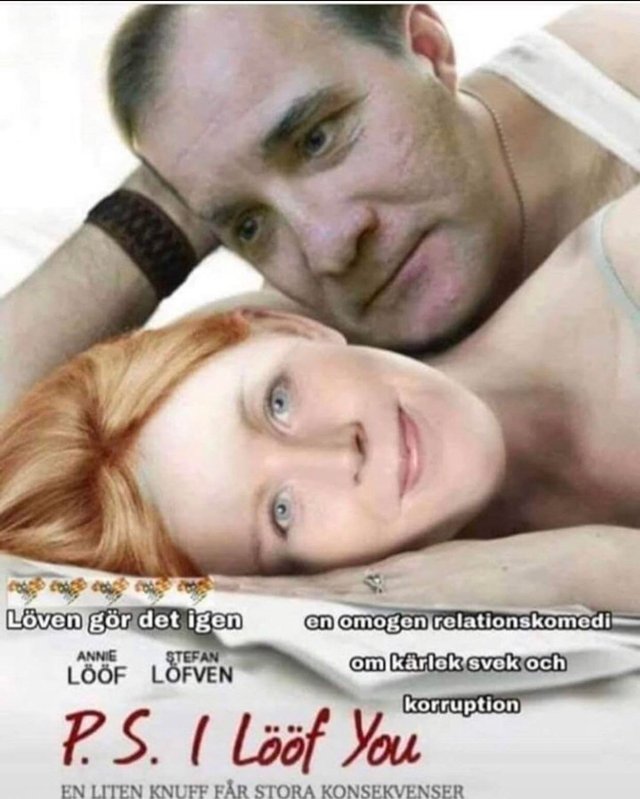 Löven gör det igen
en omogen relationskomedi
om kärlek svek och
korruption
ANNIE STEFAN
LÖÖF LÖFVEN
P.S. I Lööf You
EN LITEN KNUFF FÅR STORA KONSEKVENSER